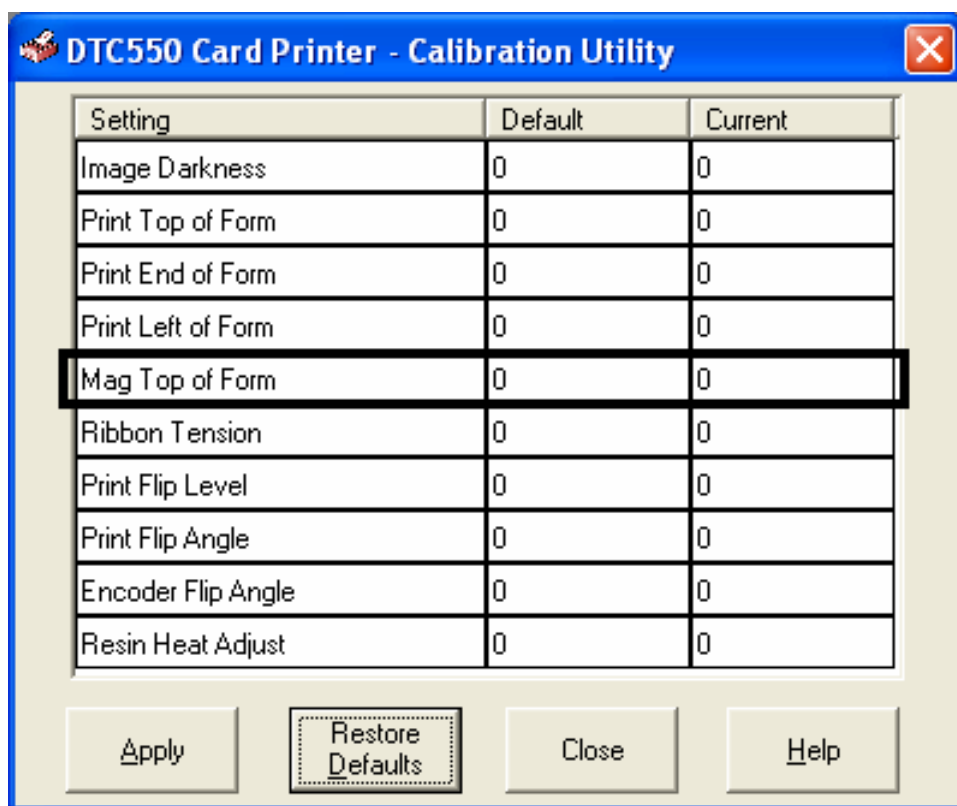 DTC550 Card Printer - Calibration Utility
Setting Default Current
Image Darkness 0 0
Print Top of Form 0 0
Print End of Form 0 0
Print Left of Form 0 0
Mag Top of Form 0 0
Ribbon Tension 0 0
Print Flip Level 0 0
Print Flip Angle 0 0
Encoder Flip Angle 0 0
Resin Heat Adjust 0 0
Apply Restore Defaults Close Help